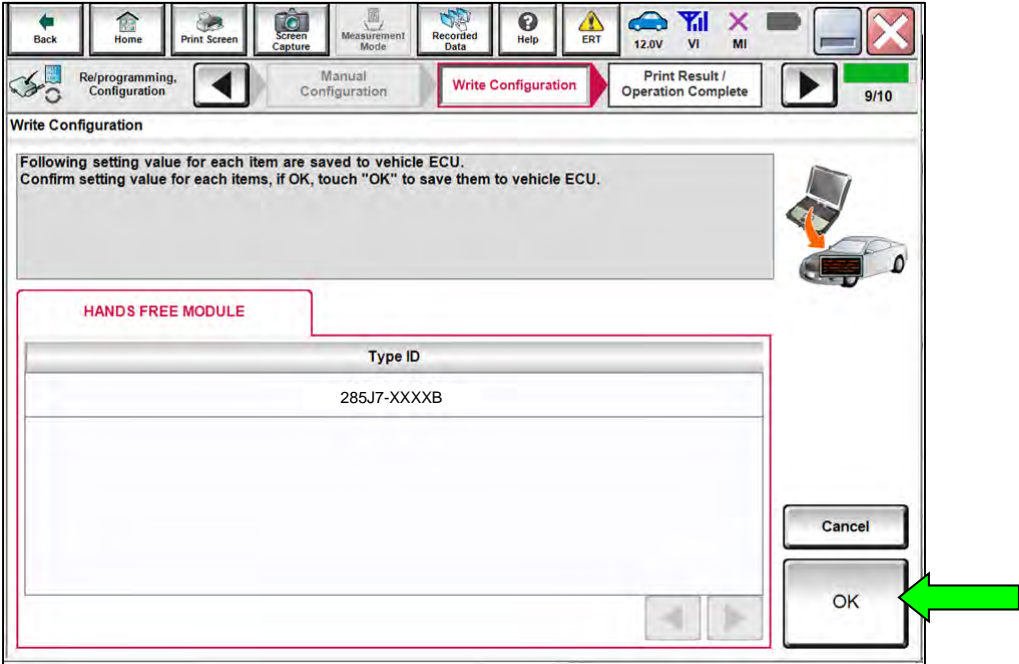 Back
Home
Print Screen
Screen
Capture
Measurement
Mode
Recorded
Data
Help
ERT
12.0V
VI
MI
Re/programming,
Configuration
Manual
Configuration
Write Configuration
Print Result /
Operation Complete
9/10
Write Configuration
Following setting value for each item are saved to vehicle ECU.
Confirm setting value for each items, if OK, touch "OK" to save them to vehicle ECU.
HANDS FREE MODULE
Type ID
285J7-XXXXB
Cancel
OK